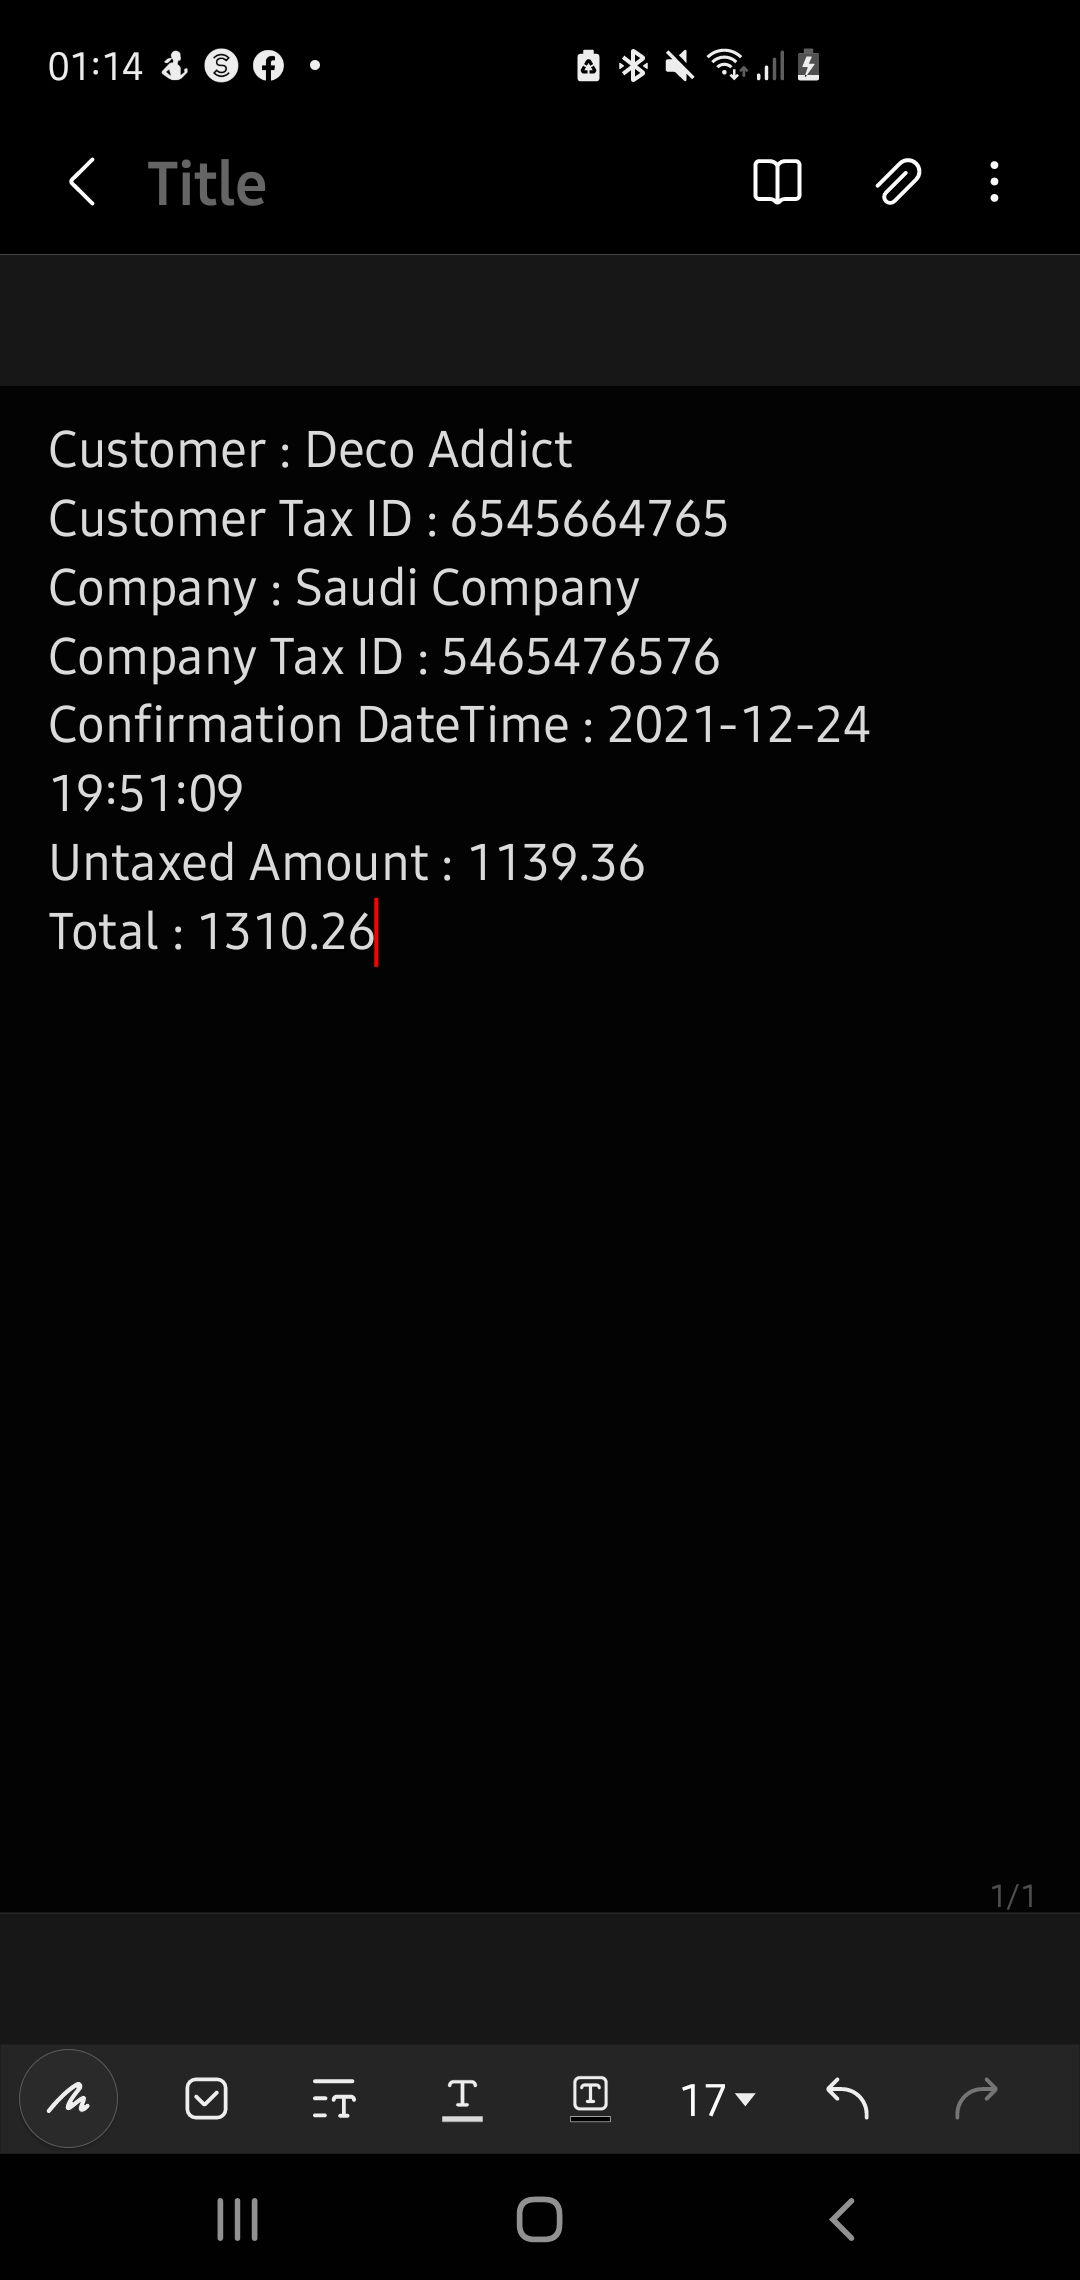 01:14
Title
Customer : Deco Addict
Customer Tax ID : 6545664765
Company : Saudi Company
Company Tax ID : 5465476576
Confirmation DateTime : 2021-12-24
19:51:09
Untaxed Amount : 1139.36
Total : 1310.26
1/1
17